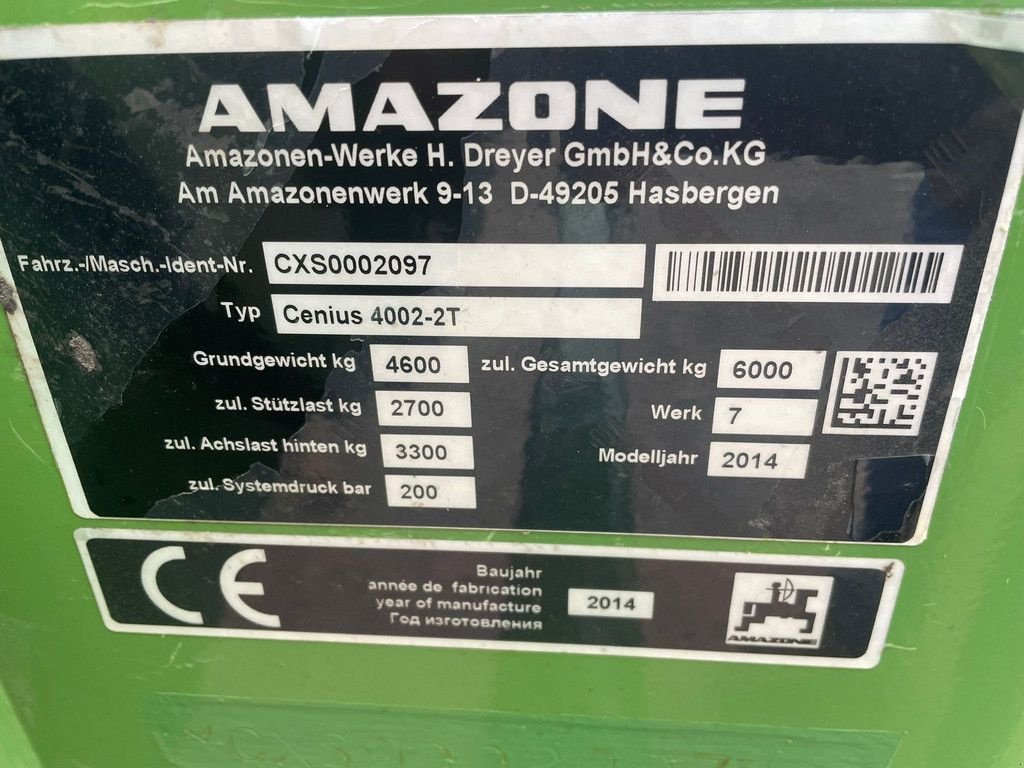 AMAZONE
Amazonen-Werke H. Dreyer GmbH&Co.KG
Am Amazonenwerk 9-13 D-49205 Hasbergen
Fahrz.-/Masch.-Ident-Nr. CXS0002097
Typ Cenius 4002-2T
Grundgewicht kg 4600 zul. Gesamtgewicht kg 6000
zul. Stützlast kg 2700 Werk 7
zul. Achslast hinten kg 3300 Modelljahr 2014
zul. Systemdruck bar 200
CE
Baujahr
année de fabrication
year of manufacture 2014
Год изготовления
AMAZONE